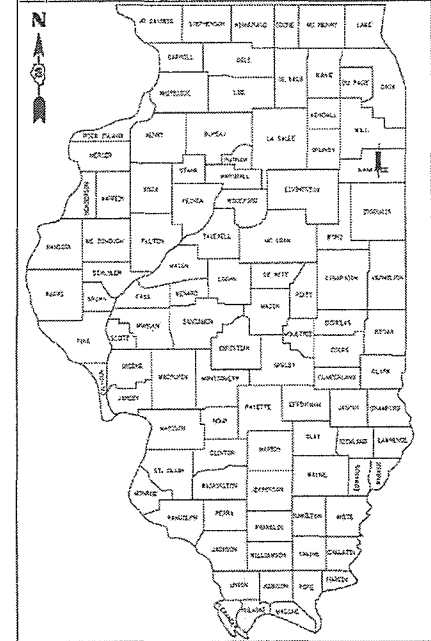 N
JO DAVIESS STEPHENSON WINNEBAGO BOONE MC HENRY LAKE
CARROLL OGLE DE KALB KANE DU PAGE COOK
WHITESIDE LEE KENDALL WILL
ROCK ISLAND HENRY BUREAU LA SALLE GRUNDY
MERCER STARK PUTNAM MARSHALL KANKAKEE
HENDERSON WARREN KNOX PEORIA WOODFORD LIVINGSTON IROQUOIS
HANCOCK MC DONOUGH FULTON TAZEWELL MC LEAN FORD
SCHUYLER MASON LOGAN DE WITT CHAMPAIGN VERMILION
ADAMS BROWN CASS MENARD MACON PIATT
PIKE SCOTT MORGAN SANGAMON MOULTRIE DOUGLAS EDGAR
CHRISTIAN COLES
GREENE MACOUPIN MONTGOMERY SHELBY CUMBERLAND CLARK
CALHOUN JERSEY FAYETTE EFFINGHAM JASPER CRAWFORD
MADISON BOND CLAY RICHLAND LAWRENCE
CLINTON MARION
ST. CLAIR WASHINGTON JEFFERSON WAYNE EDWARDS WABASH
MONROE RANDOLPH PERRY FRANKLIN HAMILTON WHITE
JACKSON WILLIAMSON SALINE GALLATIN
UNION JOHNSON POPE HARDIN
PULASKI MASSAC